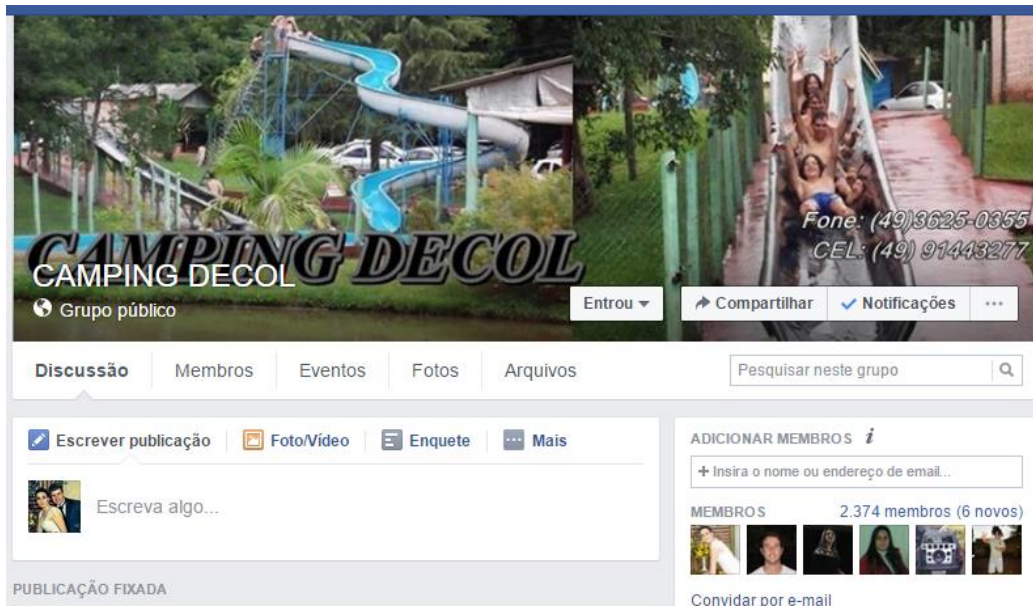 Fone: (49)3625-0355
CEL: (49) 91443277
CAMPING DECOL
CAMPING DECOL
Grupo público
Entrou
Compartilhar
Notificações
Discussão
Membros
Eventos
Fotos
Arquivos
Pesquisar neste grupo
Escrever publicação
Foto/Vídeo
Enquete
Mais
Escreva algo...
PUBLICAÇÃO FIXADA
ADICIONAR MEMBROS i
+ Insira o nome ou endereço de email...
MEMBROS 2.374 membros (6 novos)
Convidar por e-mail